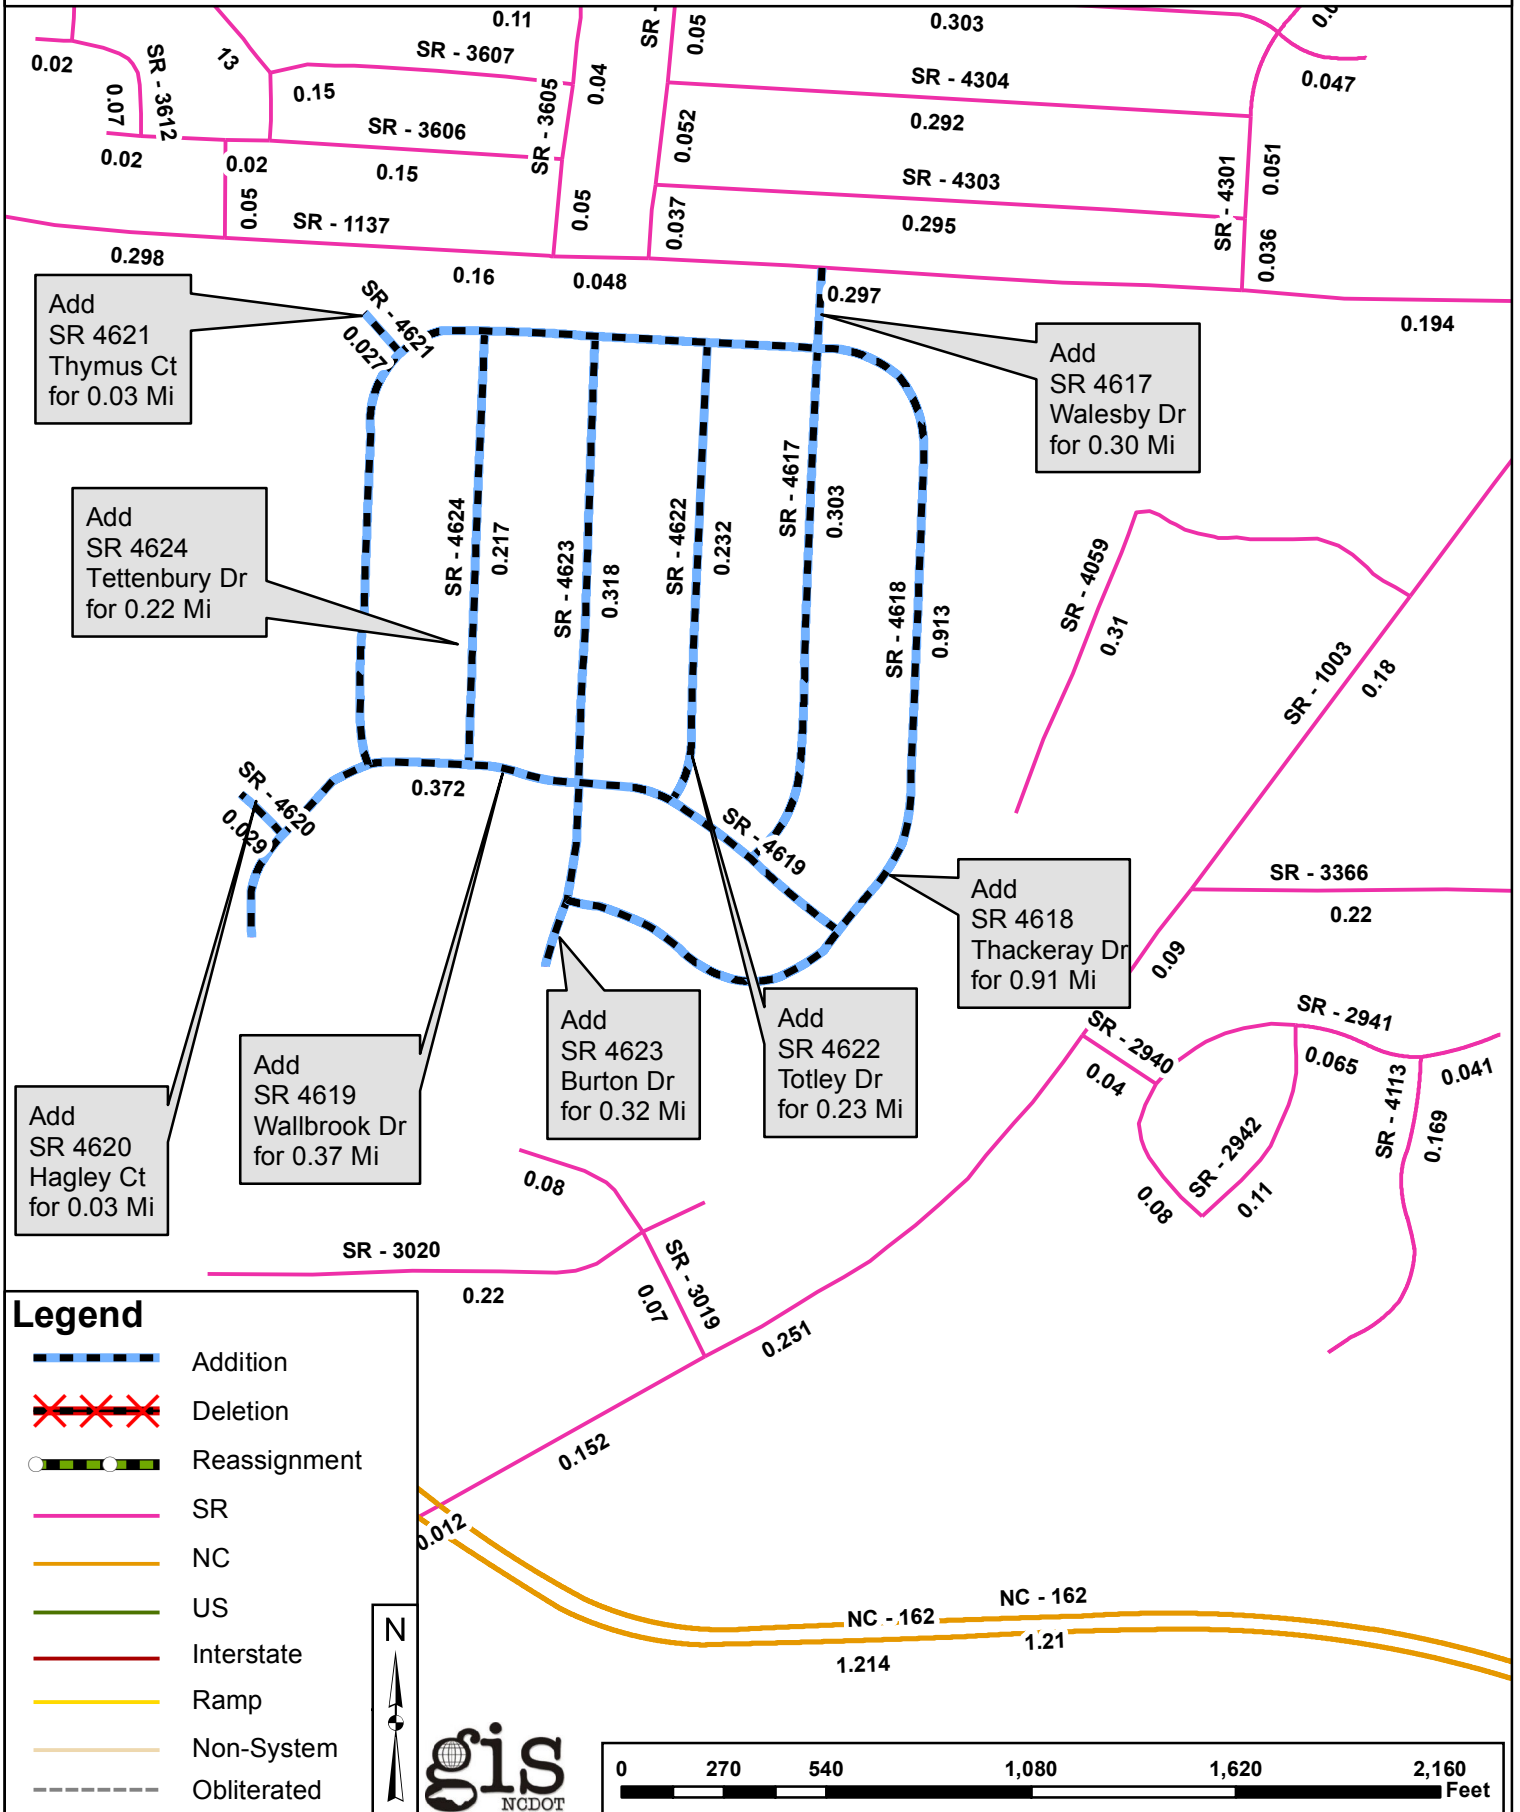 0.11
SR -
0.05
0.303
0.02
SR - 3612
13
SR - 3607
0.04
SR - 4304
0.047
0.07
0.15
SR - 3605
0.292
0.02
0.02
SR - 3606
0.15
0.052
SR - 4303
0.295
SR - 4301
0.051
0.05
SR - 1137
0.05
0.037
0.036
0.298
0.16
0.048
0.297
0.194
Add
SR 4621
Thymus Ct
for 0.03 Mi
SR - 4621
0.027
Add
SR 4617
Walesby Dr
for 0.30 Mi
Add
SR 4624
Tettenbury Dr
for 0.22 Mi
SR - 4624
0.217
SR - 4623
0.318
SR - 4622
0.232
SR - 4617
0.303
SR - 4618
0.913
SR - 4059
0.31
SR - 1003
0.18
SR - 4620
0.029
0.372
SR - 4619
Add
SR 4618
Thackeray Dr
for 0.91 Mi
SR - 3366
0.22
0.09
Add
SR 4620
Hagley Ct
for 0.03 Mi
Add
SR 4619
Wallbrook Dr
for 0.37 Mi
Add
SR 4623
Burton Dr
for 0.32 Mi
Add
SR 4622
Totley Dr
for 0.23 Mi
SR - 2940
0.04
SR - 2941
0.065
0.041
SR - 4113
0.169
SR - 2942
0.08
0.11
0.08
SR - 3020
0.22
SR - 3019
0.07
0.251
0.152
0.012
NC - 162
NC - 162
1.21
1.214
Legend
Addition
Deletion
Reassignment
SR
NC
US
Interstate
Ramp
Non-System
Obliterated
N
gis
NCDOT
0 270 540 1,080 1,620 2,160
Feet